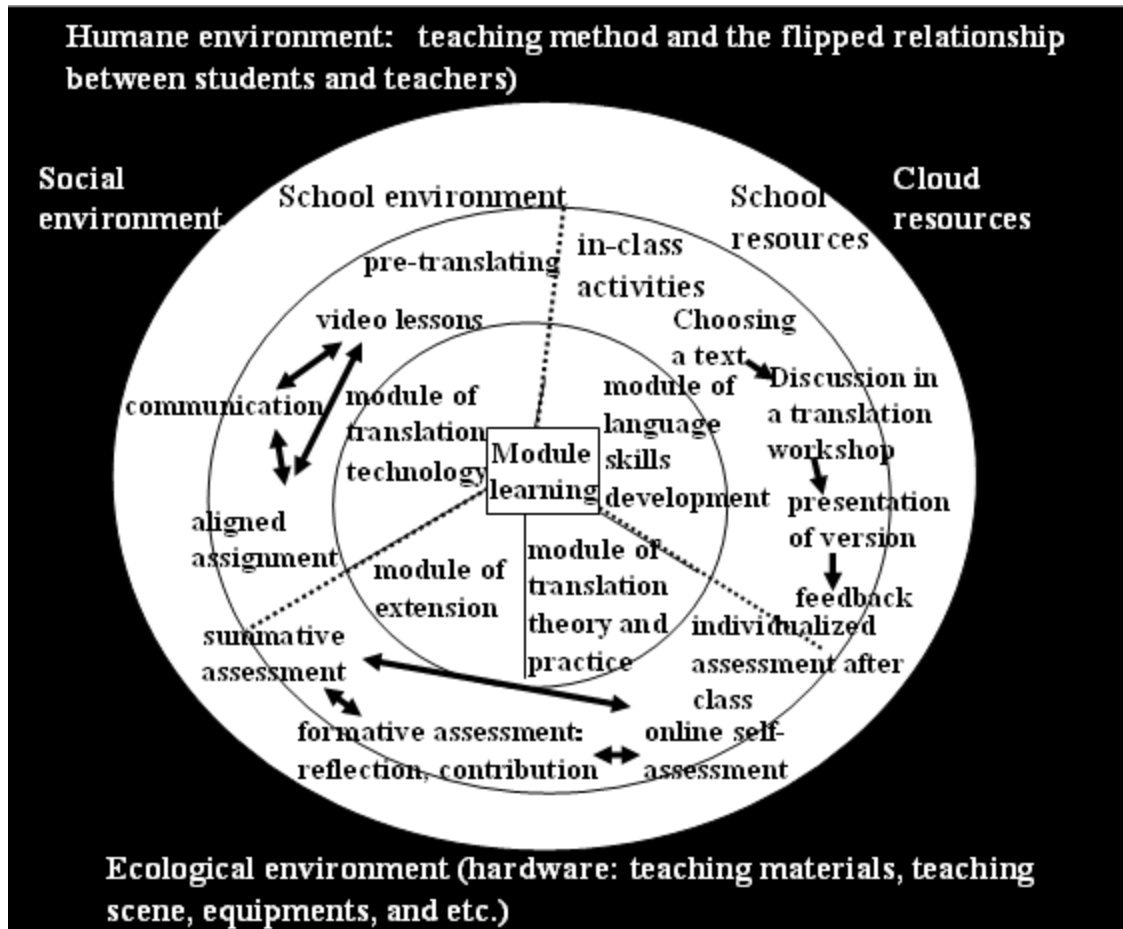 Humane environment: teaching method and the flipped relationship
between students and teachers)
Social
environment
School environment
School
resources
Cloud
resources
pre-translating
in-class
activities
video lessons
communication
aligned
assignment
Choosing
a text
Discussion in
a translation
workshop
presentation
of version
feedback
module of
translation
technology
module of
language
skills
development
Module
learning
module of
extension
module of
translation
theory and
practice
individualized
assessment after
class
summative
assessment
formative assessment:
reflection, contribution
online self-
assessment
Ecological environment (hardware: teaching materials, teaching
scene, equipments, and etc.)